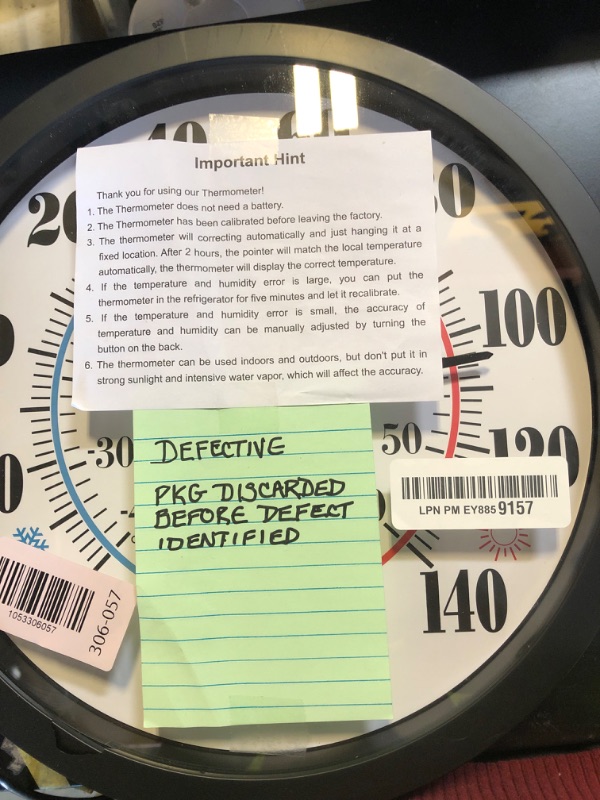 40
20
Important Hint
Thank you for using our Thermometer!
1. The Thermometer does not need a battery.
2. The Thermometer has been calibrated before leaving the factory.
3. The thermometer will correcting automatically and just hanging it at a
fixed location. After 2 hours, the pointer will match the local temperature
automatically, the thermometer will display the correct temperature.
4. If the temperature and humidity error is large, you can put the
thermometer in the refrigerator for five minutes and let it recalibrate.
5. If the temperature and humidity error is small, the accuracy of
temperature and humidity can be manually adjusted by turning the
button on the back.
6. The thermometer can be used indoors and outdoors, but don't put it in
strong sunlight and intensive water vapor, which will affect the accuracy.
100
-30
50
120
DEFECTIVE
PKG DISCARDED
BEFORE DEFECT
IDENTIFIED
LPN PM EY885 9157
1053306057
306-057
140